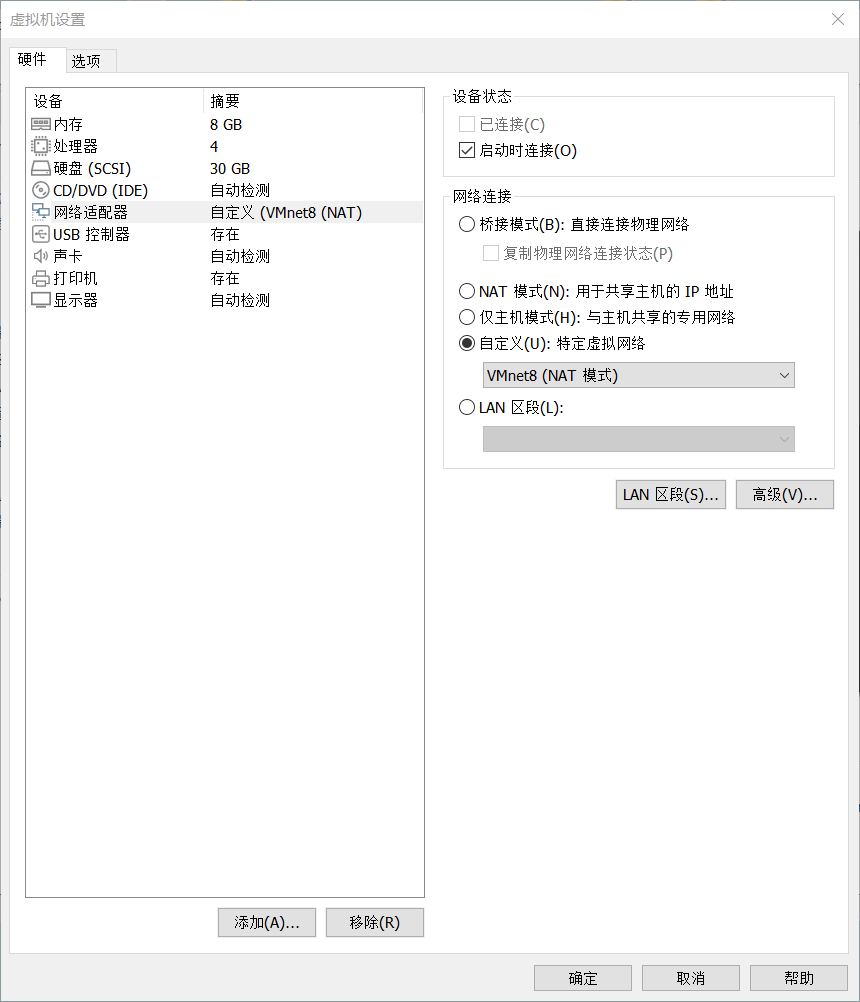 虚拟机设置
硬件
选项
设备 摘要
内存 8 GB
处理器 4
硬盘 (SCSI) 30 GB
CD/DVD (IDE) 自动检测
网络适配器 自定义 (VMnet8 (NAT)
USB 控制器 存在
声卡 自动检测
打印机 存在
显示器 自动检测
添加(A)...
移除(R)
设备状态
已连接(C)
启动时连接(O)
网络连接
桥接模式(B): 直接连接物理网络
复制物理网络连接状态(P)
NAT 模式(N): 用于共享主机的 IP 地址
仅主机模式(H): 与主机共享的专用网络
自定义(U): 特定虚拟网络
VMnet8 (NAT 模式)
LAN 区段(L):
LAN 区段(S)...
高级(V)...
确定
取消
帮助